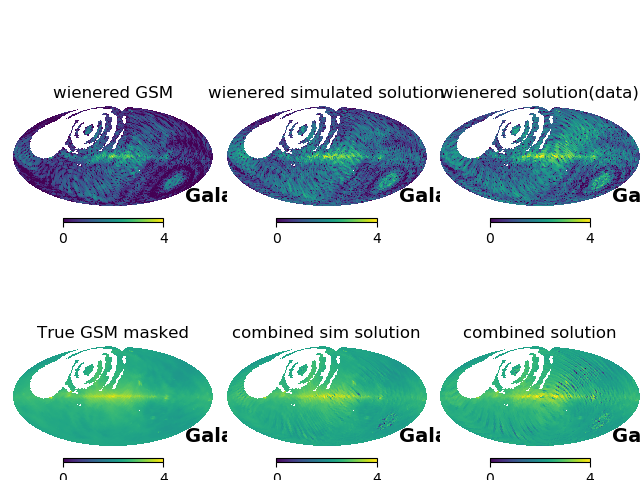 wienered GSM
wienered simulated solution
wienered solution(data)
Gala
Gala
Ga
0 4
0 4
0 4
True GSM masked
combined sim solution
combined solution
Gala
Gala
Ga
0 4
0 4
0 4